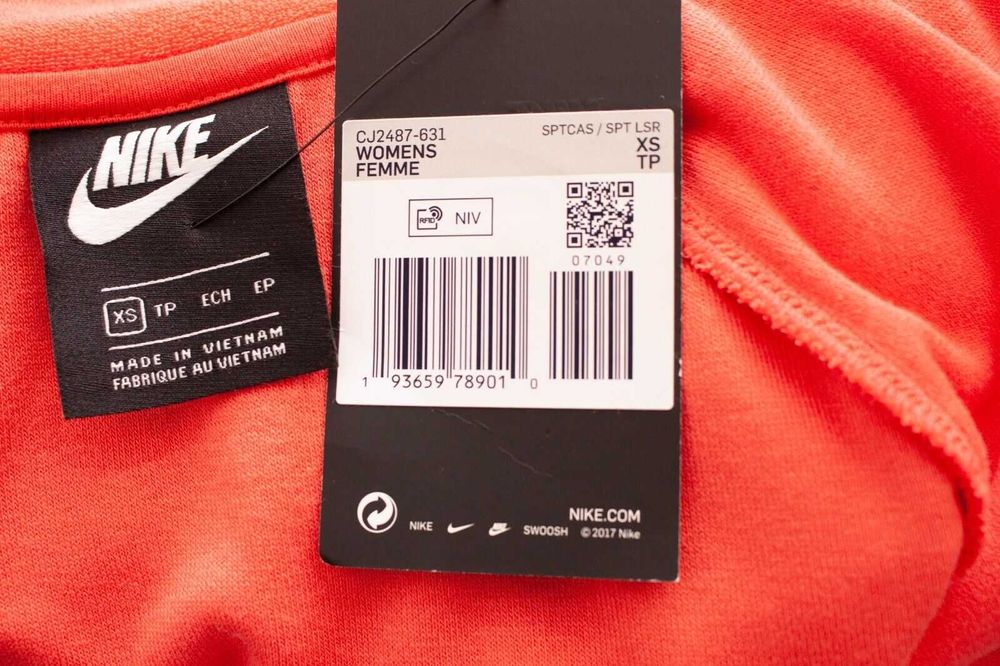 NIKE
XS TP ECH EP
MADE IN VIETNAM
FABRIQUE AU VIETNAM
CJ2487-631
WOMENS
FEMME
SPTCAS / SPT LSR
XS
TP
RFID NIV
07049
1 93659 78901 0
NIKE SWOOSH
NIKE.COM
© 2017 Nike